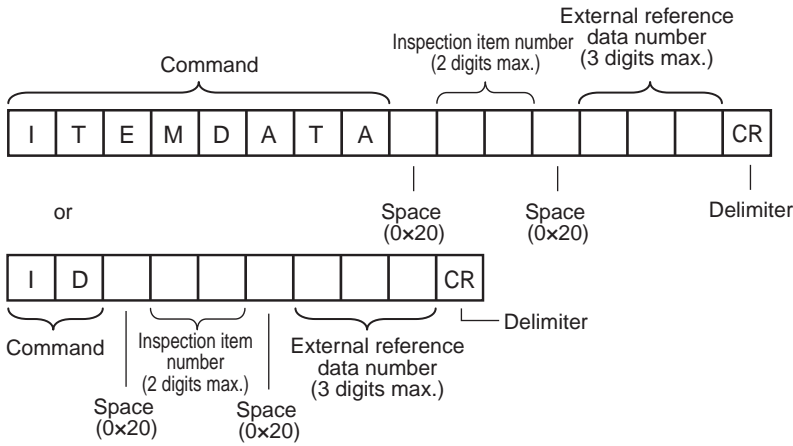 External reference
data number
(3 digits max.)
Inspection item number
(2 digits max.)
Command
I T E M D A T A CR
or
Space
(0×20)
Space
(0×20)
Delimiter
I D CR
Delimiter
Command
Inspection item
number
(2 digits max.)
External reference
data number
(3 digits max.)
Space
(0×20)
Space
(0×20)